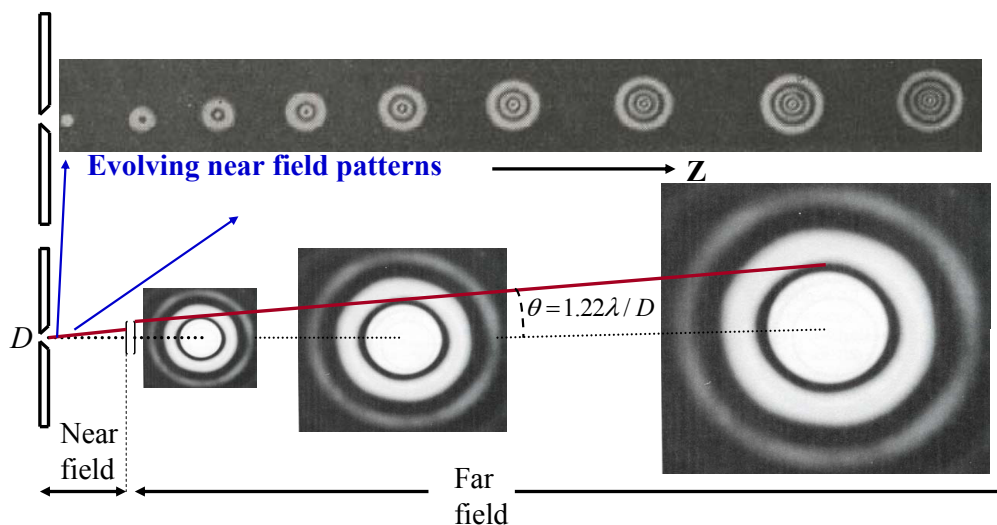 Evolving near field patterns
Z
θ = 1.22λ / D
D
Near
field
Far
field